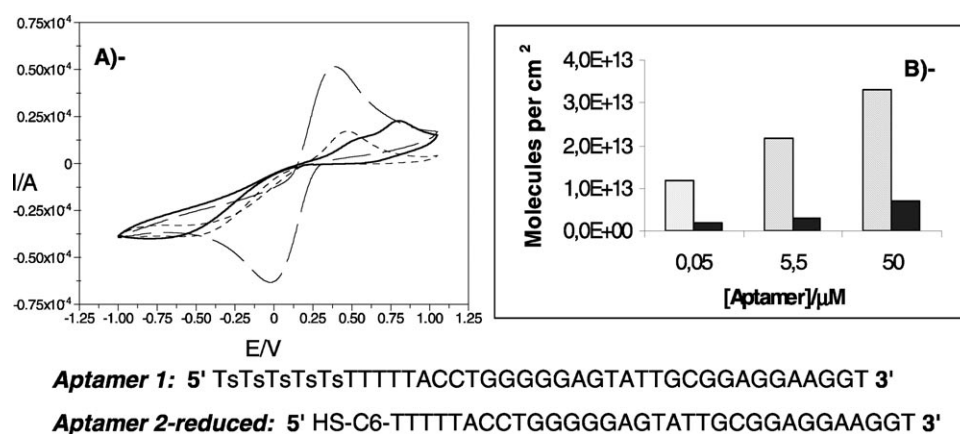 0.75x10⁴
0.50x10⁴
0.25x10⁴
0
-0.25x10⁴
-0.50x10⁴
-0.75x10⁴
I/A
A)-
-1.25 -1.00 -0.75 -0.50 -0.25 0 0.25 0.50 0.75 1.00 1.25
E/V
B)-
Molecules per cm ²
4,0E+13
3,0E+13
2,0E+13
1,0E+13
0,0E+00
0,05 5,5 50
[Aptamer]/µM
Aptamer 1: 5' TsTsTsTsTsTTTTTACCTGGGGGAGTATTGCGGAGGAAGGT 3'
Aptamer 2-reduced: 5' HS-C6-TTTTTACCTGGGGGAGTATTGCGGAGGAAGGT 3'